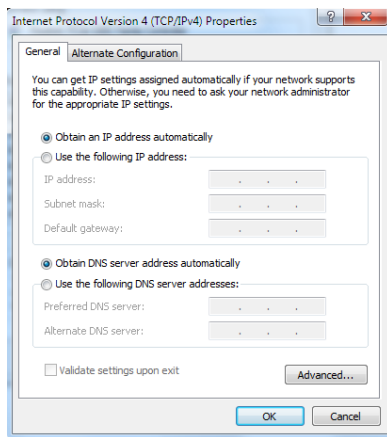 Internet Protocol Version 4 (TCP/IPv4) Properties
General
Alternate Configuration
You can get IP settings assigned automatically if your network supports
this capability. Otherwise, you need to ask your network administrator
for the appropriate IP settings.
Obtain an IP address automatically
Use the following IP address:
IP address:
Subnet mask:
Default gateway:
Obtain DNS server address automatically
Use the following DNS server addresses:
Preferred DNS server:
Alternate DNS server:
Validate settings upon exit
Advanced...
OK
Cancel